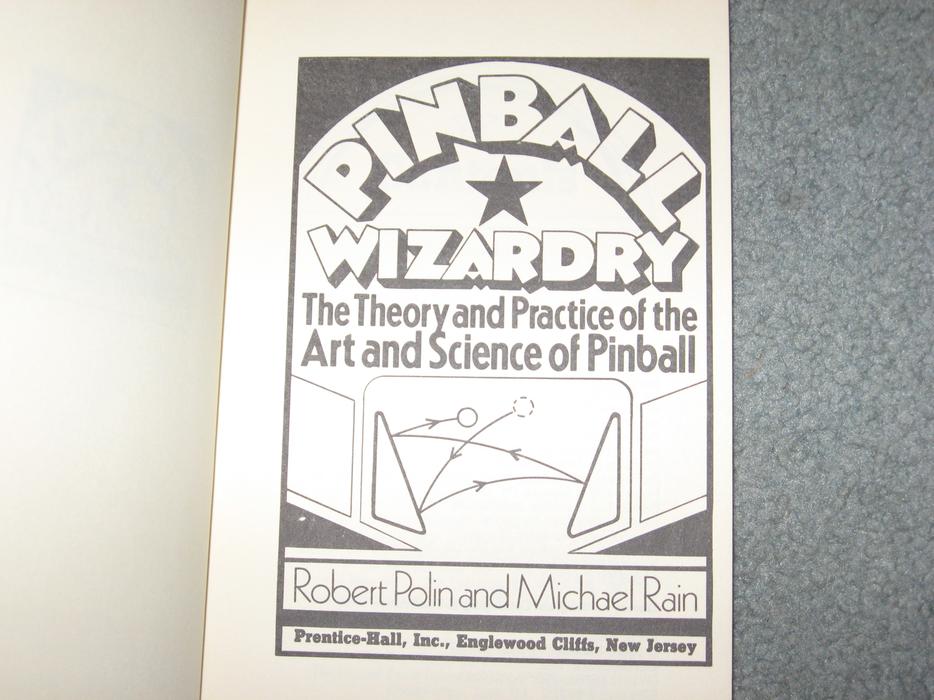 PINBALL
WIZARDRY
The Theory and Practice of the
Art and Science of Pinball
Robert Polin and Michael Rain
Prentice-Hall, Inc., Englewood Cliffs, New Jersey